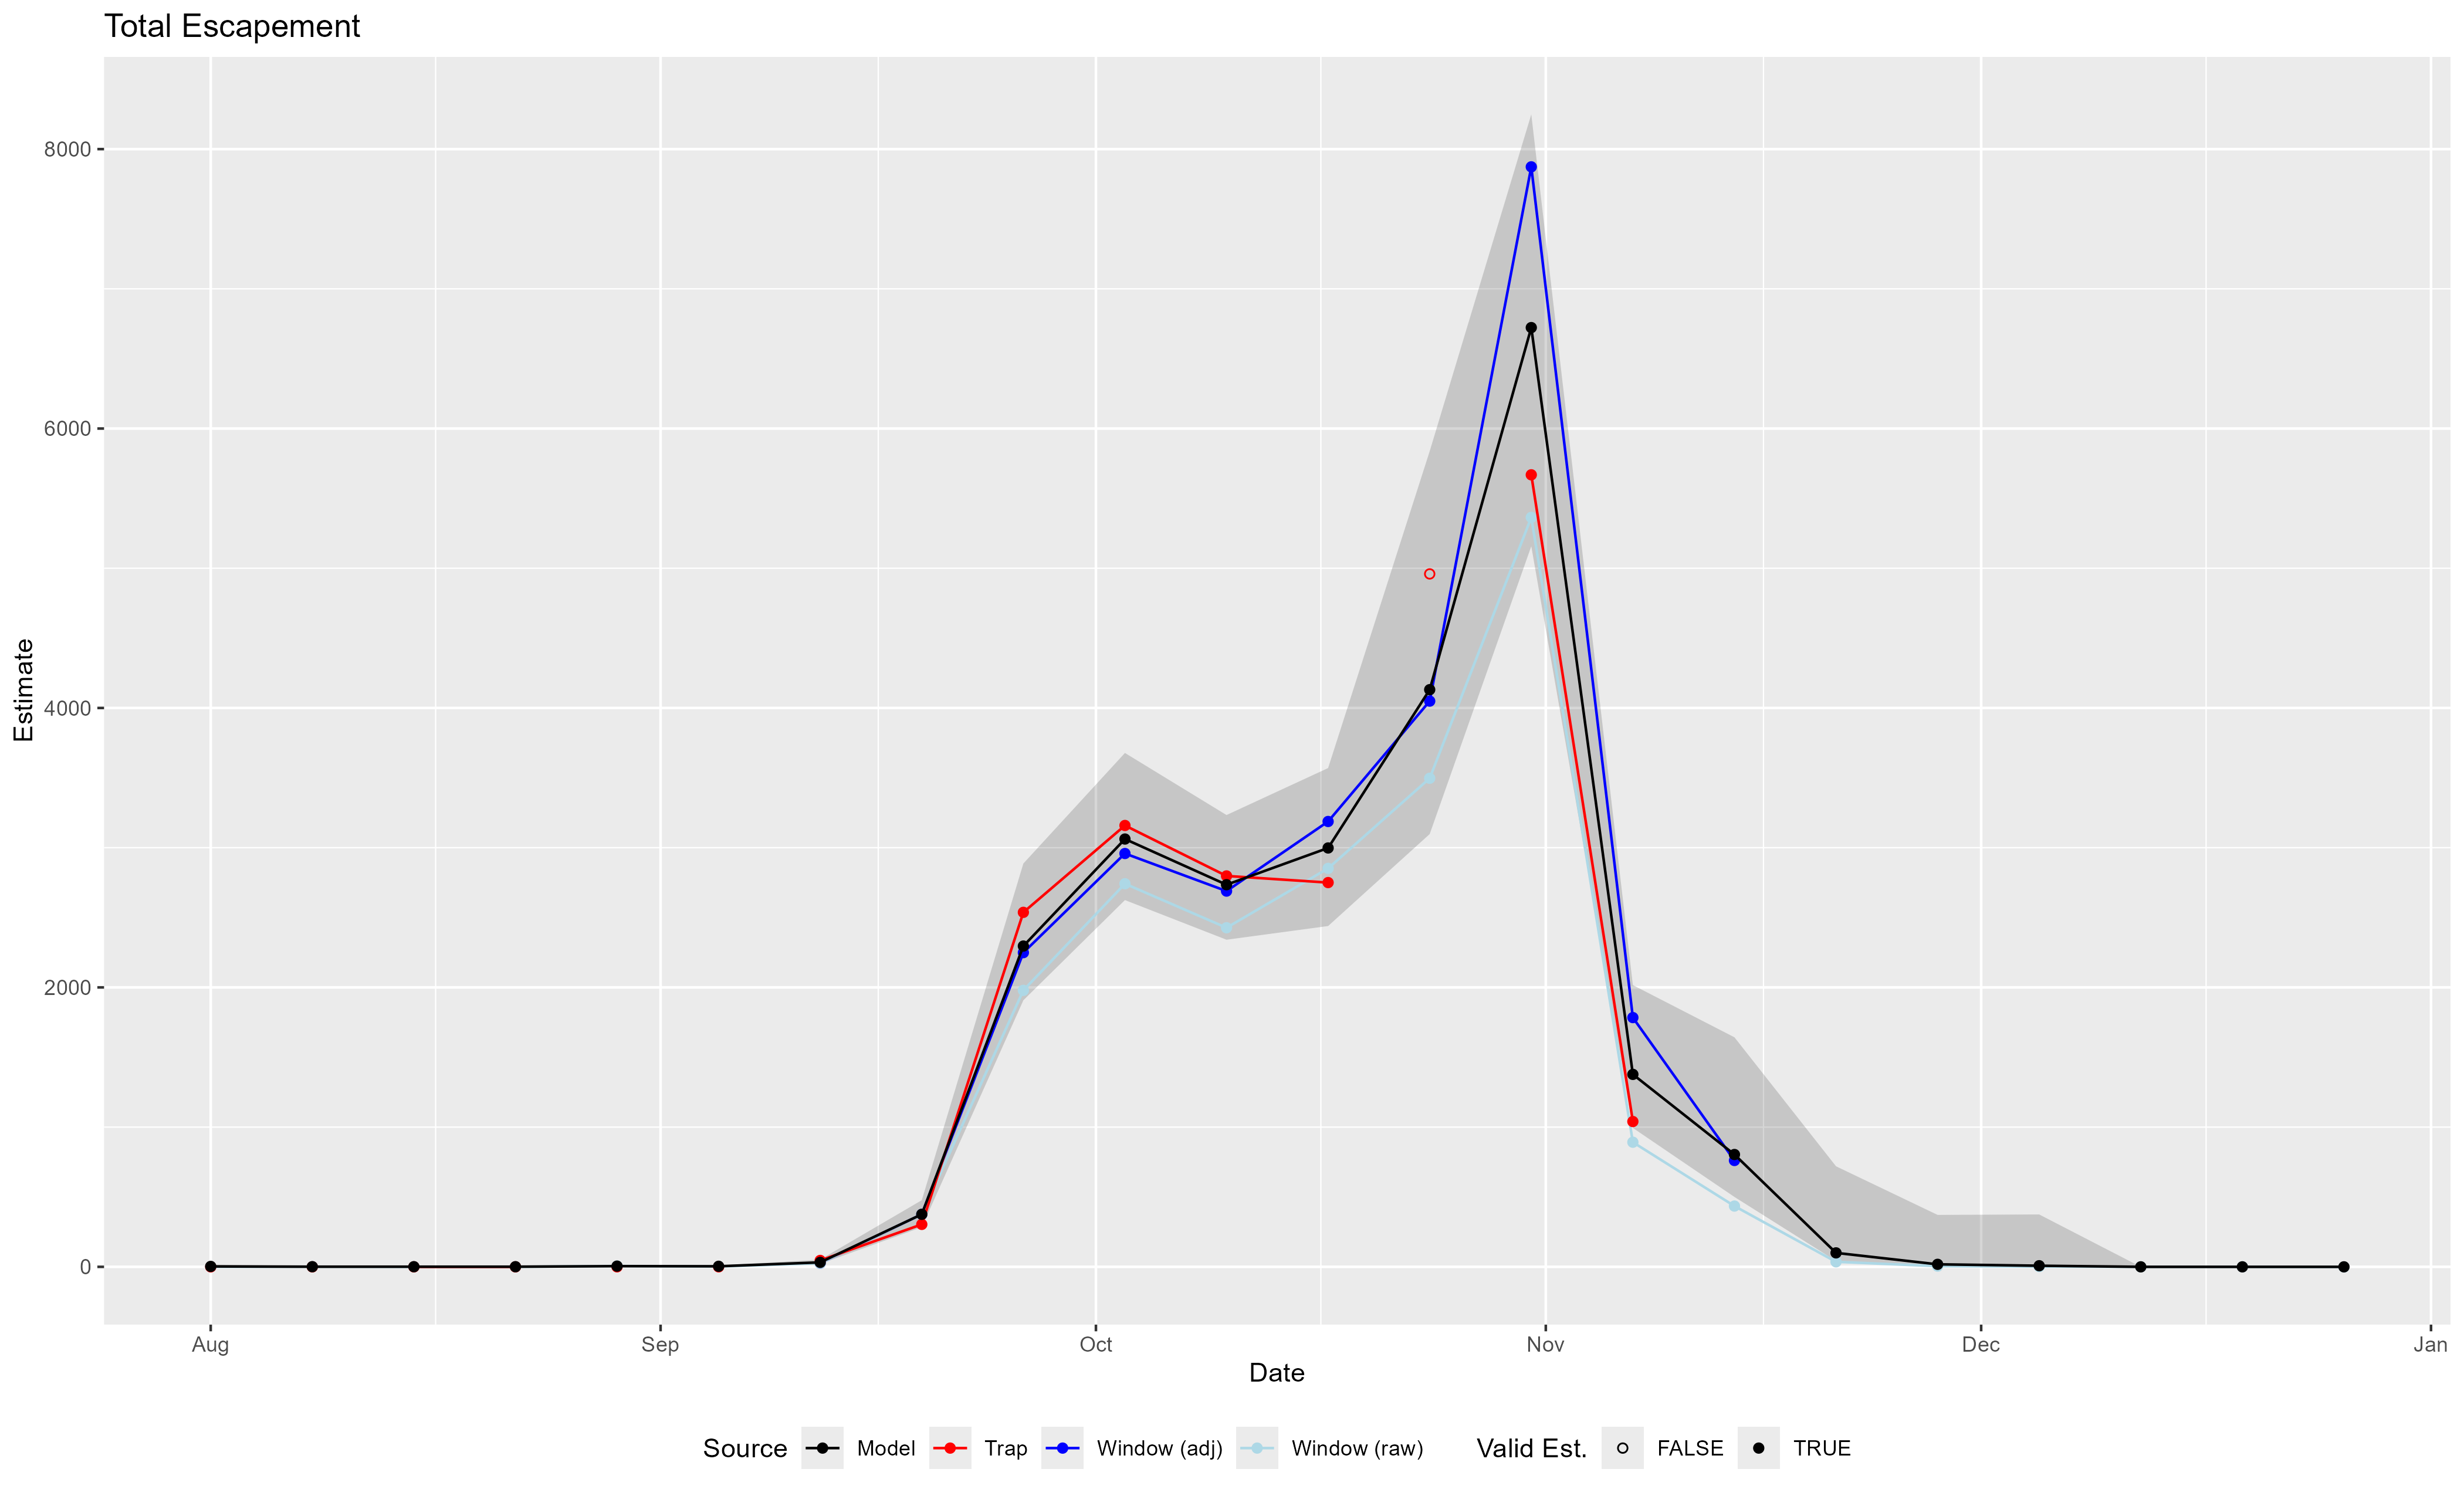 Total Escapement
8000
6000
4000
2000
0
Estimate
Aug Sep Oct Nov Dec Jan
Date
Source Model Trap Window (adj) Window (raw) Valid Est. FALSE TRUE